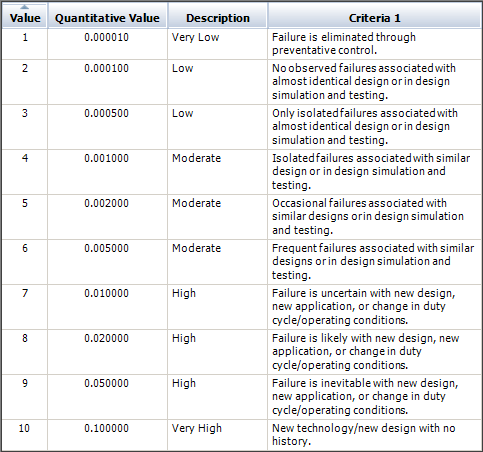 Value Quantitative Value Description Criteria 1
1 0.000010 Very Low Failure is eliminated through
preventative control.
2 0.000100 Low No observed failures associated with
almost identical design or in design
simulation and testing.
3 0.000500 Low Only isolated failures associated with
almost identical design or in design
simulation and testing.
4 0.001000 Moderate Isolated failures associated with similar
design or in design simulation and
testing.
5 0.002000 Moderate Occasional failures associated with
similar designs or in design simulation
and testing.
6 0.005000 Moderate Frequent failures associated with similar
designs or in design simulation and
testing.
7 0.010000 High Failure is uncertain with new design,
new application, or change in duty
cycle/operating conditions.
8 0.020000 High Failure is likely with new design, new
application, or change in duty
cycle/operating conditions.
9 0.050000 High Failure is inevitable with new design,
new application, or change in duty
cycle/operating conditions.
10 0.100000 Very High New technology/new design with no
history.